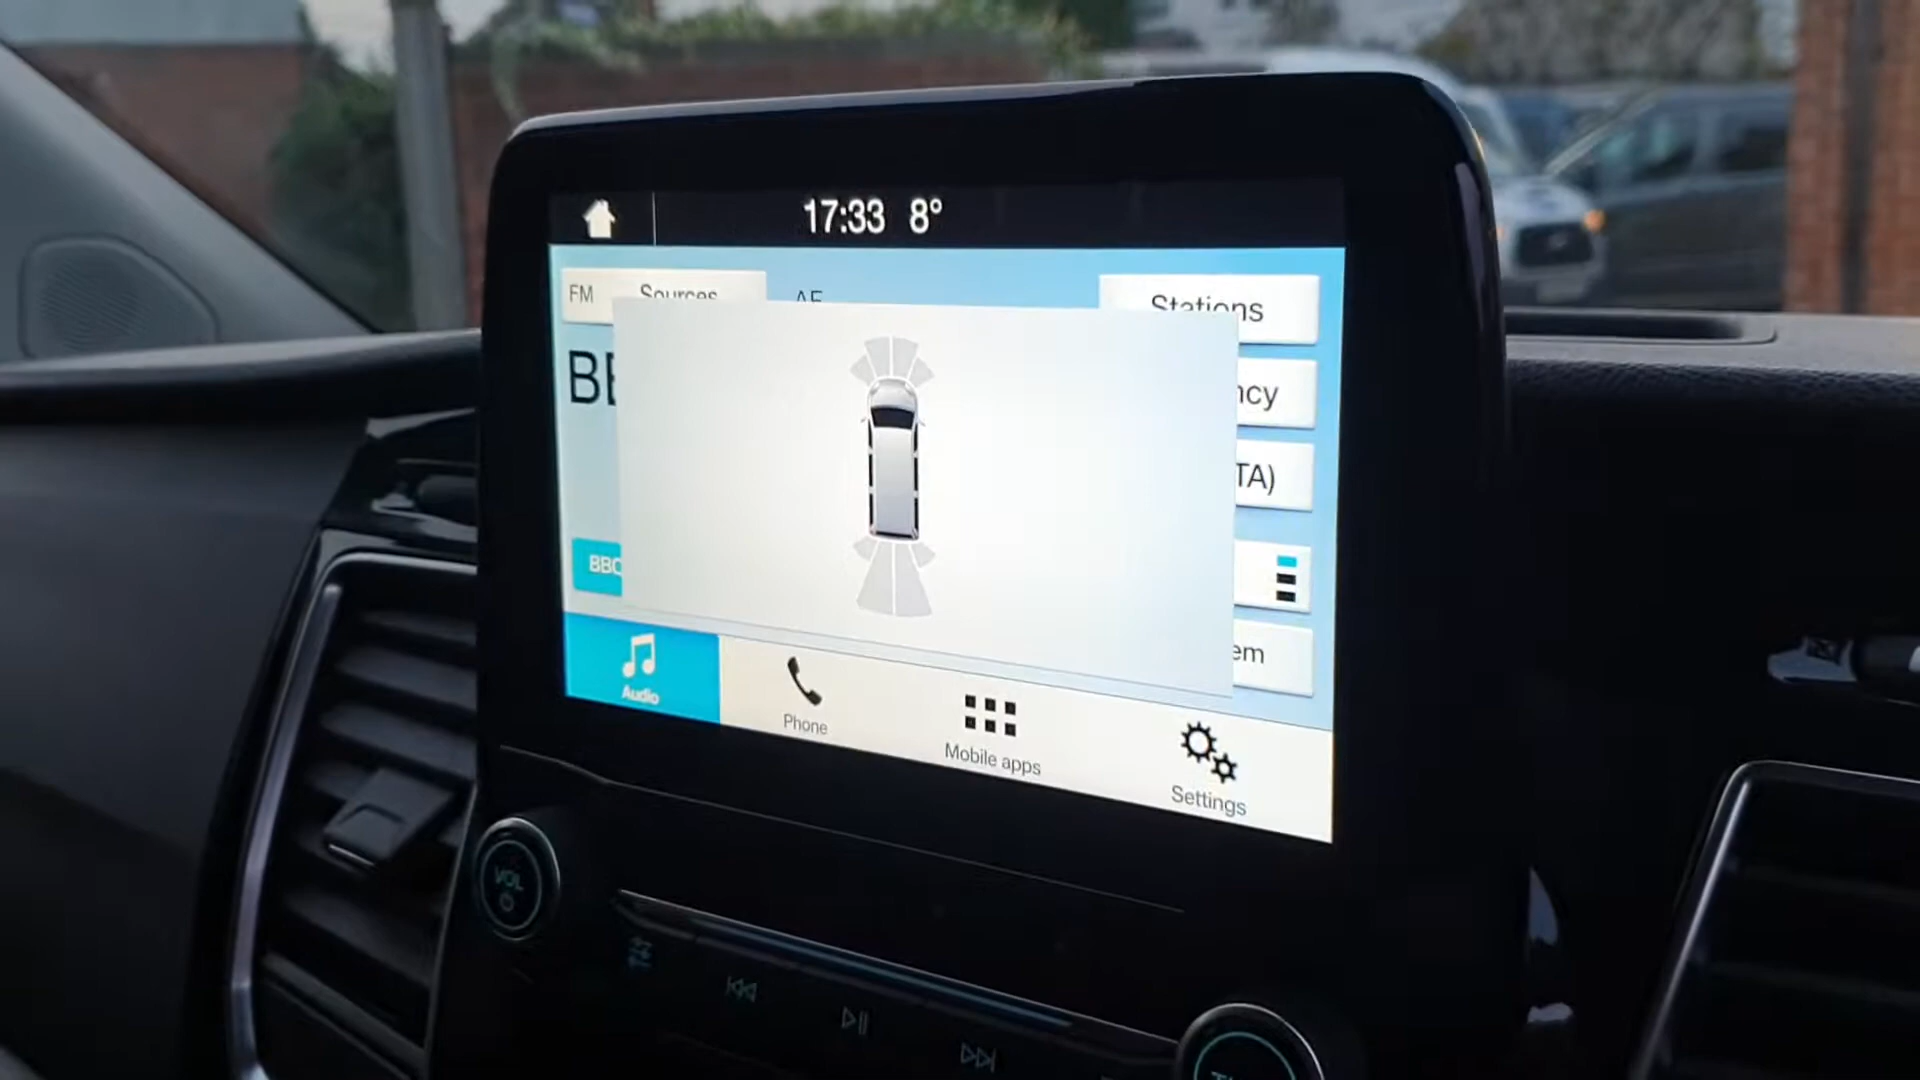 17:33 8°
FM Sources AF Stations
BB
ncy
TA)
BBC
em
Audio
Phone
Mobile apps
Settings
VOL